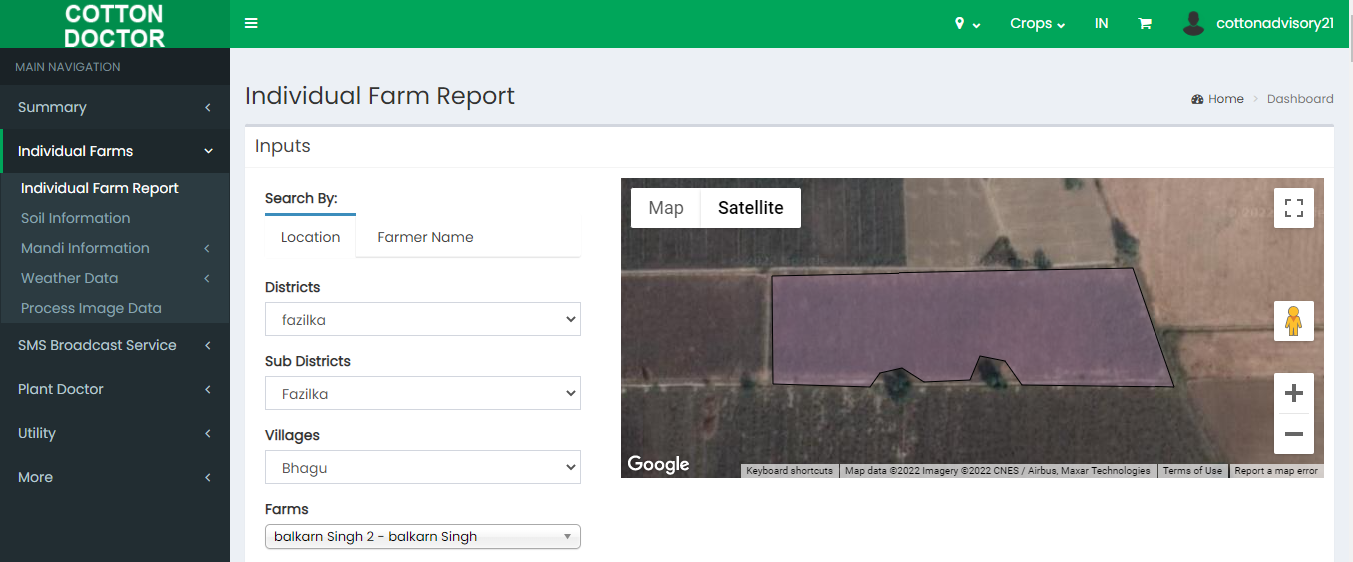 COTTON
DOCTOR
Crops
IN
cottonadvisory21
MAIN NAVIGATION
Summary
Individual Farms
Individual Farm Report
Soil Information
Mandi Information
Weather Data
Process Image Data
SMS Broadcast Service
Plant Doctor
Utility
More
Individual Farm Report
Home > Dashboard
Inputs
Search By:
Location
Farmer Name
Districts
fazilka
Sub Districts
Fazilka
Villages
Bhagu
Farms
balkarn Singh 2 - balkarn Singh
Map
Satellite
Google
Keyboard shortcuts
Map data ©2022 Imagery ©2022 CNES / Airbus, Maxar Technologies
Terms of Use
Report a map error